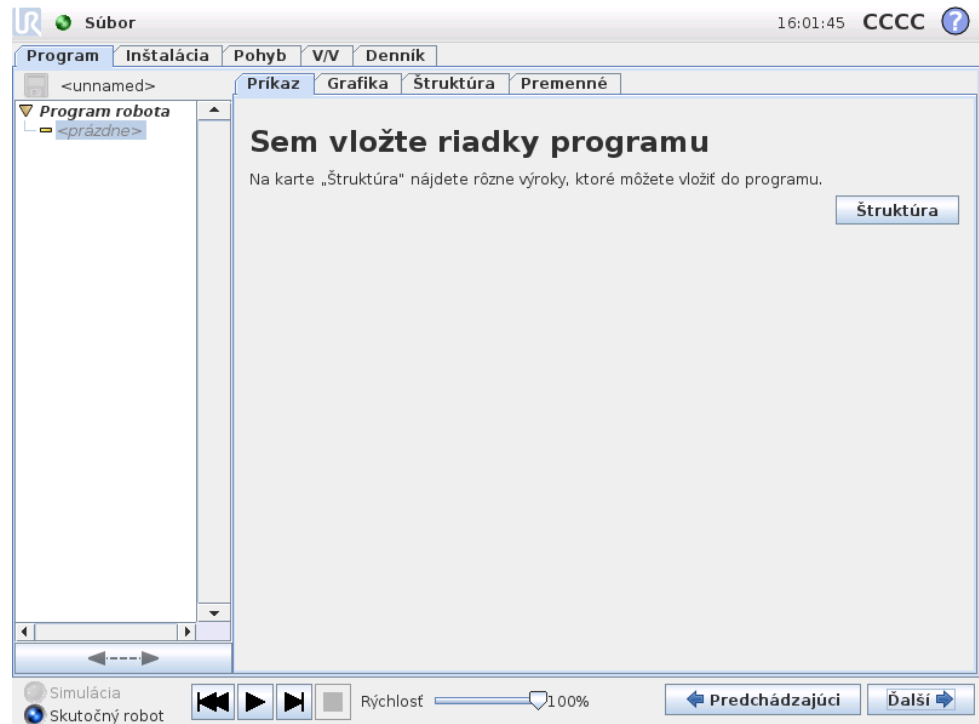 UR Súbor 16:01:45 CCCC ?
Program Inštalácia Pohyb V/V Denník
<unnamed> Príkaz Grafika Štruktúra Premenné
Program robota
<prázdne>
Sem vložte riadky programu
Na karte „Štruktúra" nájdete rôzne výroky, ktoré môžete vložiť do programu.
Štruktúra
Simulácia
Skutočný robot
Rýchlosť 100% Predchádzajúci Ďalší